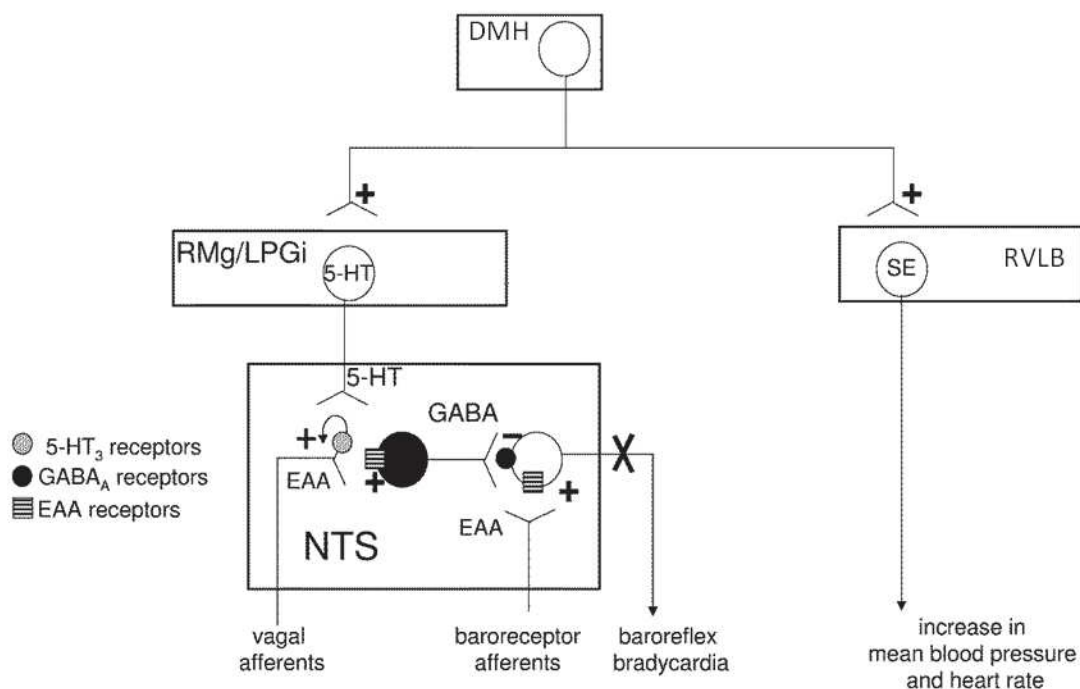 DMH
+
+
RMg/LPGi
5-HT
SE
RVLB
5-HT
GABA
5-HT₃ receptors
GABA_A receptors
EAA receptors
+
EAA
+
−
+
EAA
X
NTS
vagal
afferents
baroreceptor
afferents
baroreflex
bradycardia
increase in
mean blood pressure
and heart rate